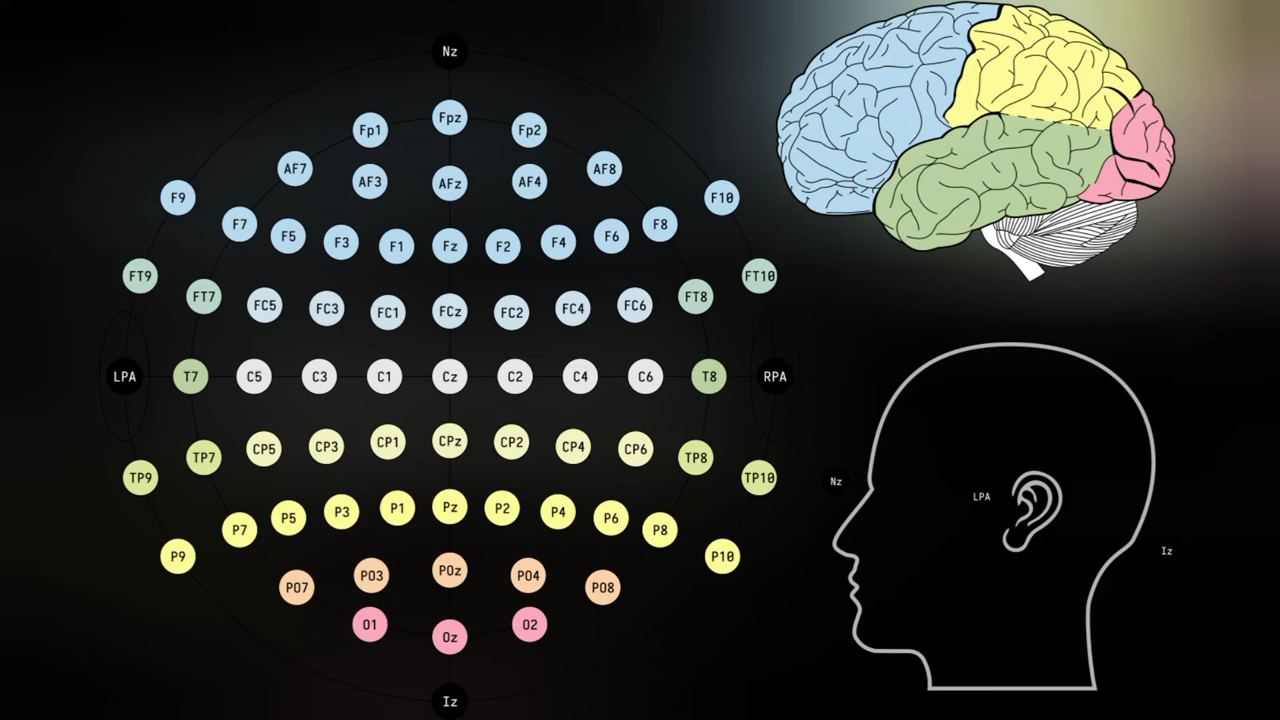 Nz
Fp1 Fpz Fp2
AF7 AF3 AFz AF4 AF8
F9 F7 F5 F3 F1 Fz F2 F4 F6 F8 F10
FT9 FT7 FC5 FC3 FC1 FCz FC2 FC4 FC6 FT8 FT10
LPA T7 C5 C3 C1 Cz C2 C4 C6 T8 RPA
TP9 TP7 CP5 CP3 CP1 CPz CP2 CP4 CP6 TP8 TP10
P9 P7 P5 P3 P1 Pz P2 P4 P6 P8 P10
PO7 PO3 POz PO4 PO8
O1 Oz O2
Iz
Nz
LPA
Iz